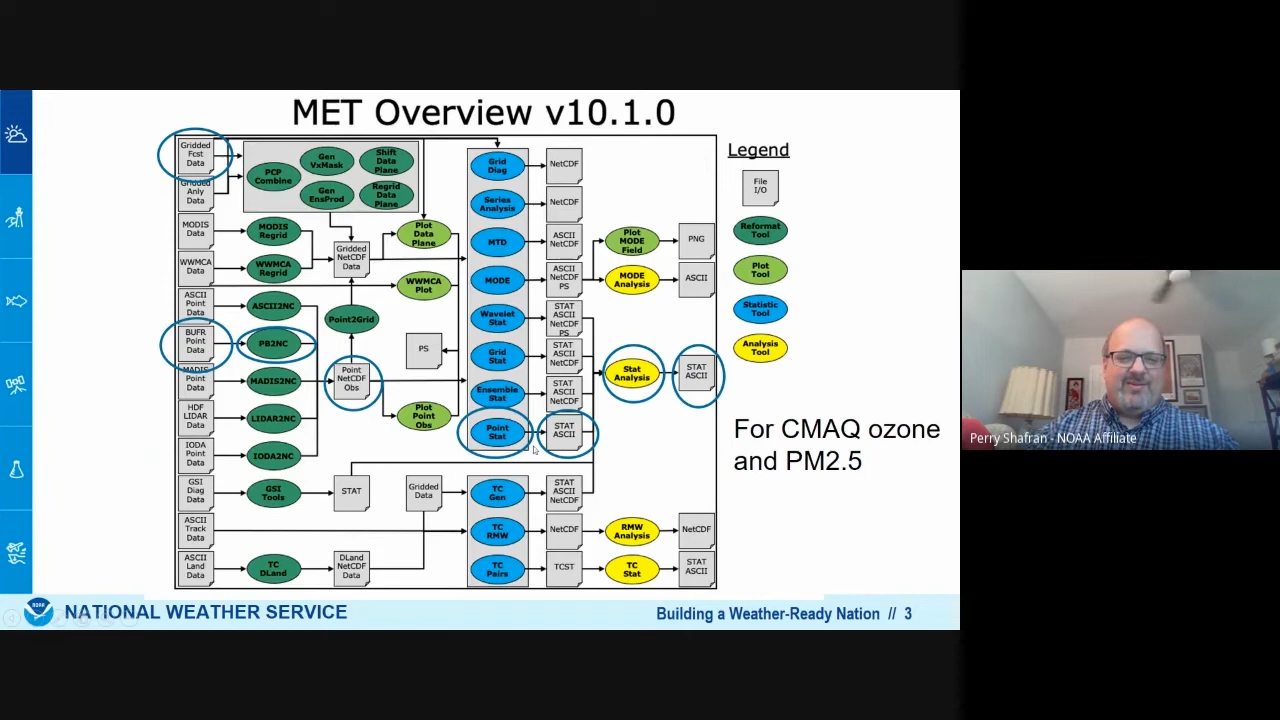 MET Overview v10.1.0
Gridded
Fcst
Data
Gridded
Anly
Data
MODIS
Data
WWMCA
Data
ASCII
Point
Data
BUFR
Point
Data
MADIS
Point
Data
HDF
LIDAR
Data
IODA
Point
Data
GSI
Diag
Data
ASCII
Track
Data
ASCII
Land
Data
PCP
Combine
Gen
VxMask
Shift
Data
Plane
Gen
EnsProd
Regrid
Data
Plane
MODIS
Regrid
WWMCA
Regrid
ASCII2NC
PB2NC
MADIS2NC
LIDAR2NC
IODA2NC
GSI
Tools
TC
DLand
Gridded
NetCDF
Data
Point2Grid
Point
NetCDF
Obs
STAT
DLand
NetCDF
Data
Plot
Data
Plane
WWMCA
Plot
PS
Plot
Point
Obs
Gridded
Data
Grid
Diag
Series
Analysis
MTD
MODE
Wavelet
Stat
Grid
Stat
Ensemble
Stat
Point
Stat
TC
Gen
TC
RMW
TC
Pairs
NetCDF
NetCDF
ASCII
NetCDF
ASCII
NetCDF
PS
STAT
ASCII
NetCDF
PS
STAT
ASCII
NetCDF
STAT
ASCII
NetCDF
STAT
ASCII
STAT
ASCII
NetCDF
NetCDF
TCST
Plot
MODE
Field
MODE
Analysis
Stat
Analysis
RMW
Analysis
TC
Stat
PNG
ASCII
STAT
ASCII
NetCDF
STAT
ASCII
Legend
File
I/O
Reformat
Tool
Plot
Tool
Statistic
Tool
Analysis
Tool
For CMAQ ozone
and PM2.5
Perry Shafran - NOAA Affiliate
NATIONAL WEATHER SERVICE
Building a Weather-Ready Nation // 3